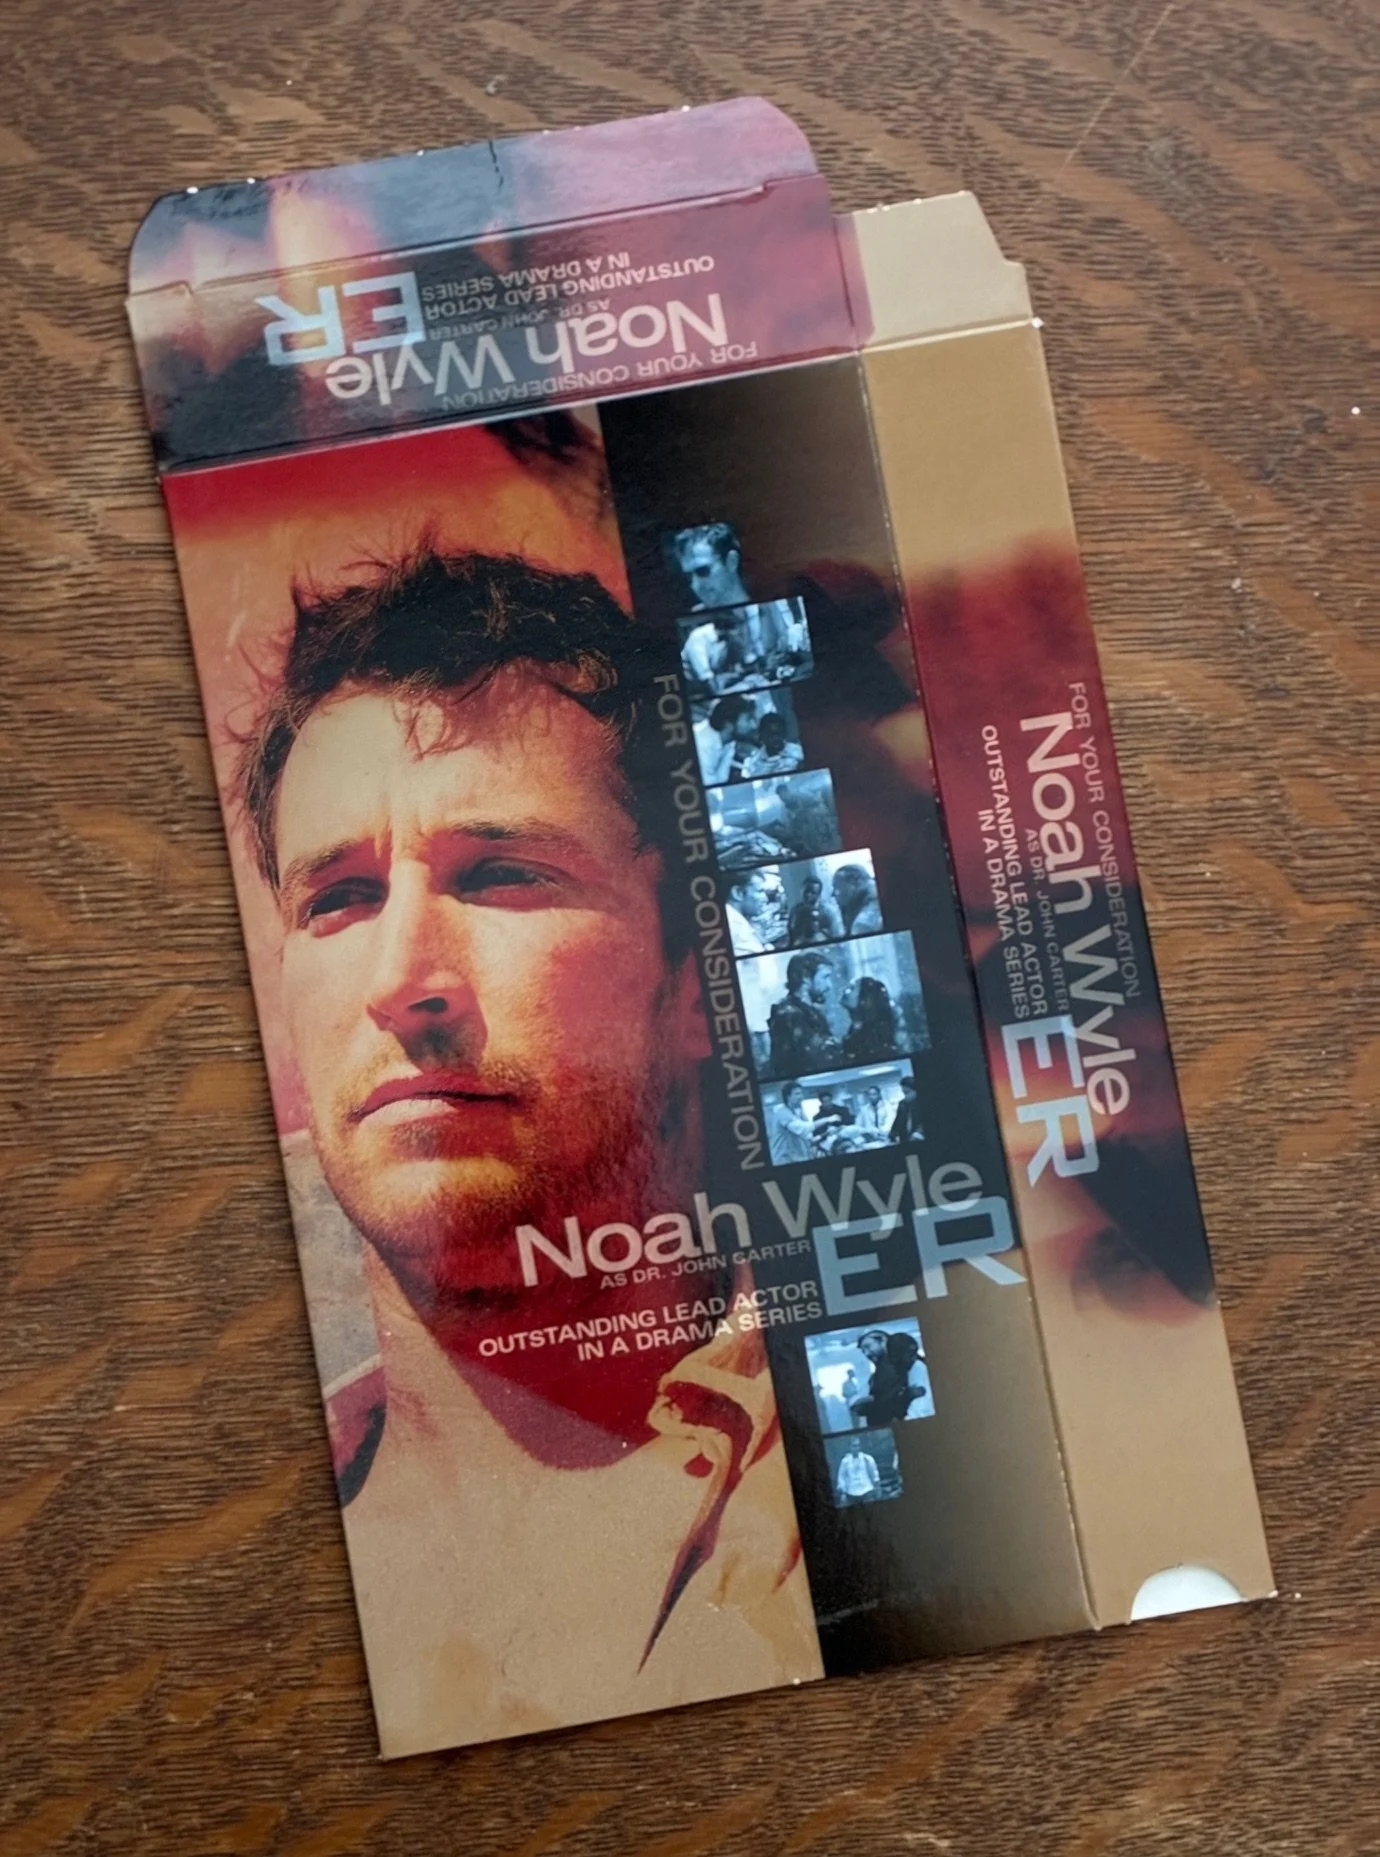 FOR YOUR CONSIDERATION
Noah Wyle
AS DR. JOHN CARTER
OUTSTANDING LEAD ACTOR
IN A DRAMA SERIES
ER
FOR YOUR CONSIDERATION
Noah Wyle
AS DR. JOHN CARTER
ER
OUTSTANDING LEAD ACTOR
IN A DRAMA SERIES
FOR YOUR CONSIDERATION
Noah Wyle
AS DR. JOHN CARTER
OUTSTANDING LEAD ACTOR
IN A DRAMA SERIES
ER